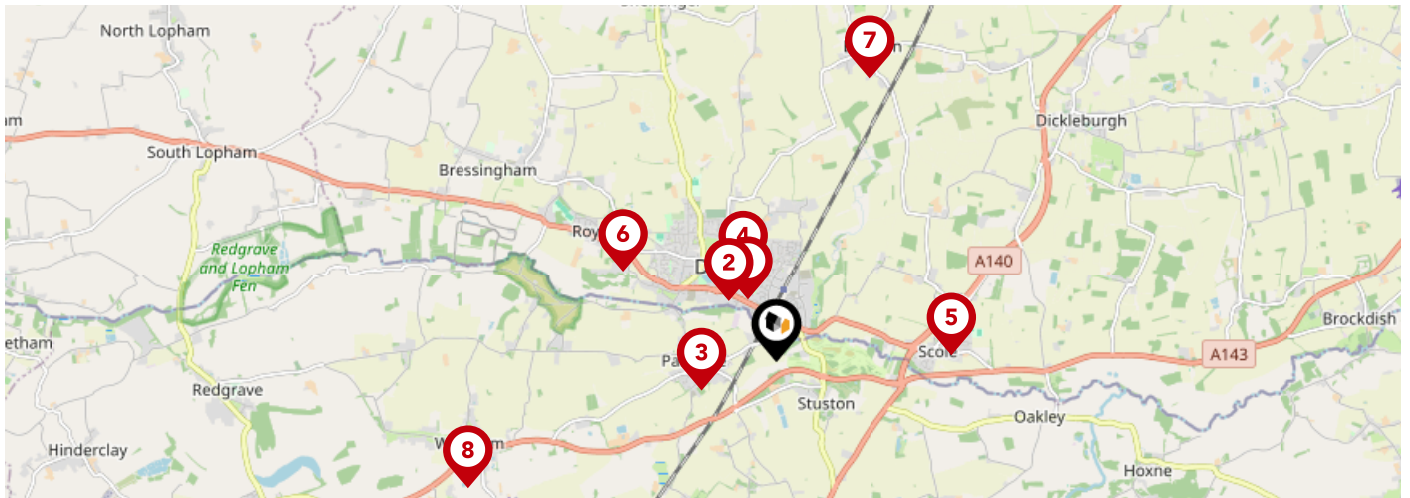 North Lopham
7
Dickleburgh
South Lopham
Bressingham
6
4
2
Redgrave
and Lopham
Fen
A140
5
Brockdish
3
A143
Redgrave
Stuston
Oakley
Hinderclay
8
Hoxne